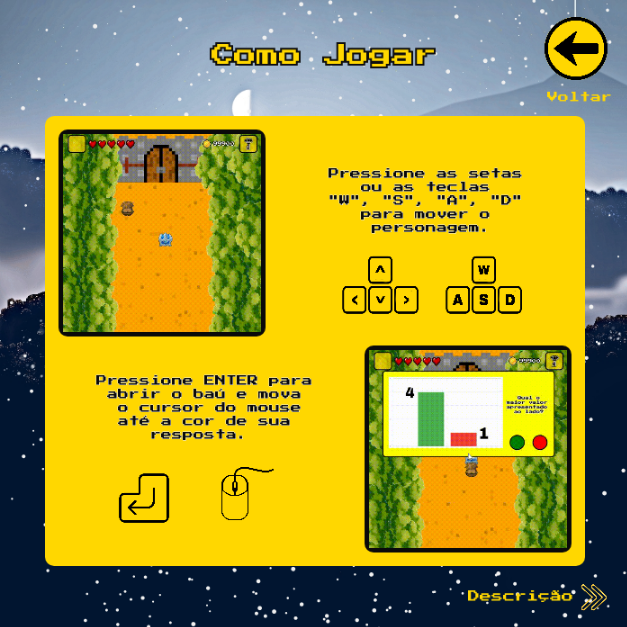 Como Jogar
Voltar
Pressione as setas
ou as teclas
"W", "S", "A", "D"
para mover o
personagem.
W
A S D
Pressione ENTER para
abrir o baú e mova
o cursor do mouse
até a cor de sua
resposta.
4
1
Qual o
maior valor
apresentado
ao lado?
Descrição